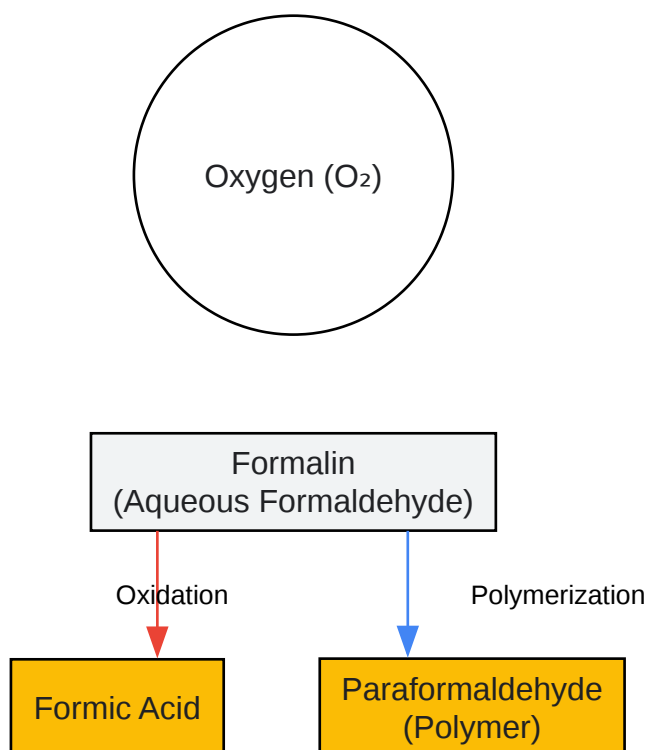 Oxygen (O₂)
Formalin
(Aqueous Formaldehyde)
Oxidation
Polymerization
Formic Acid
Paraformaldehyde
(Polymer)